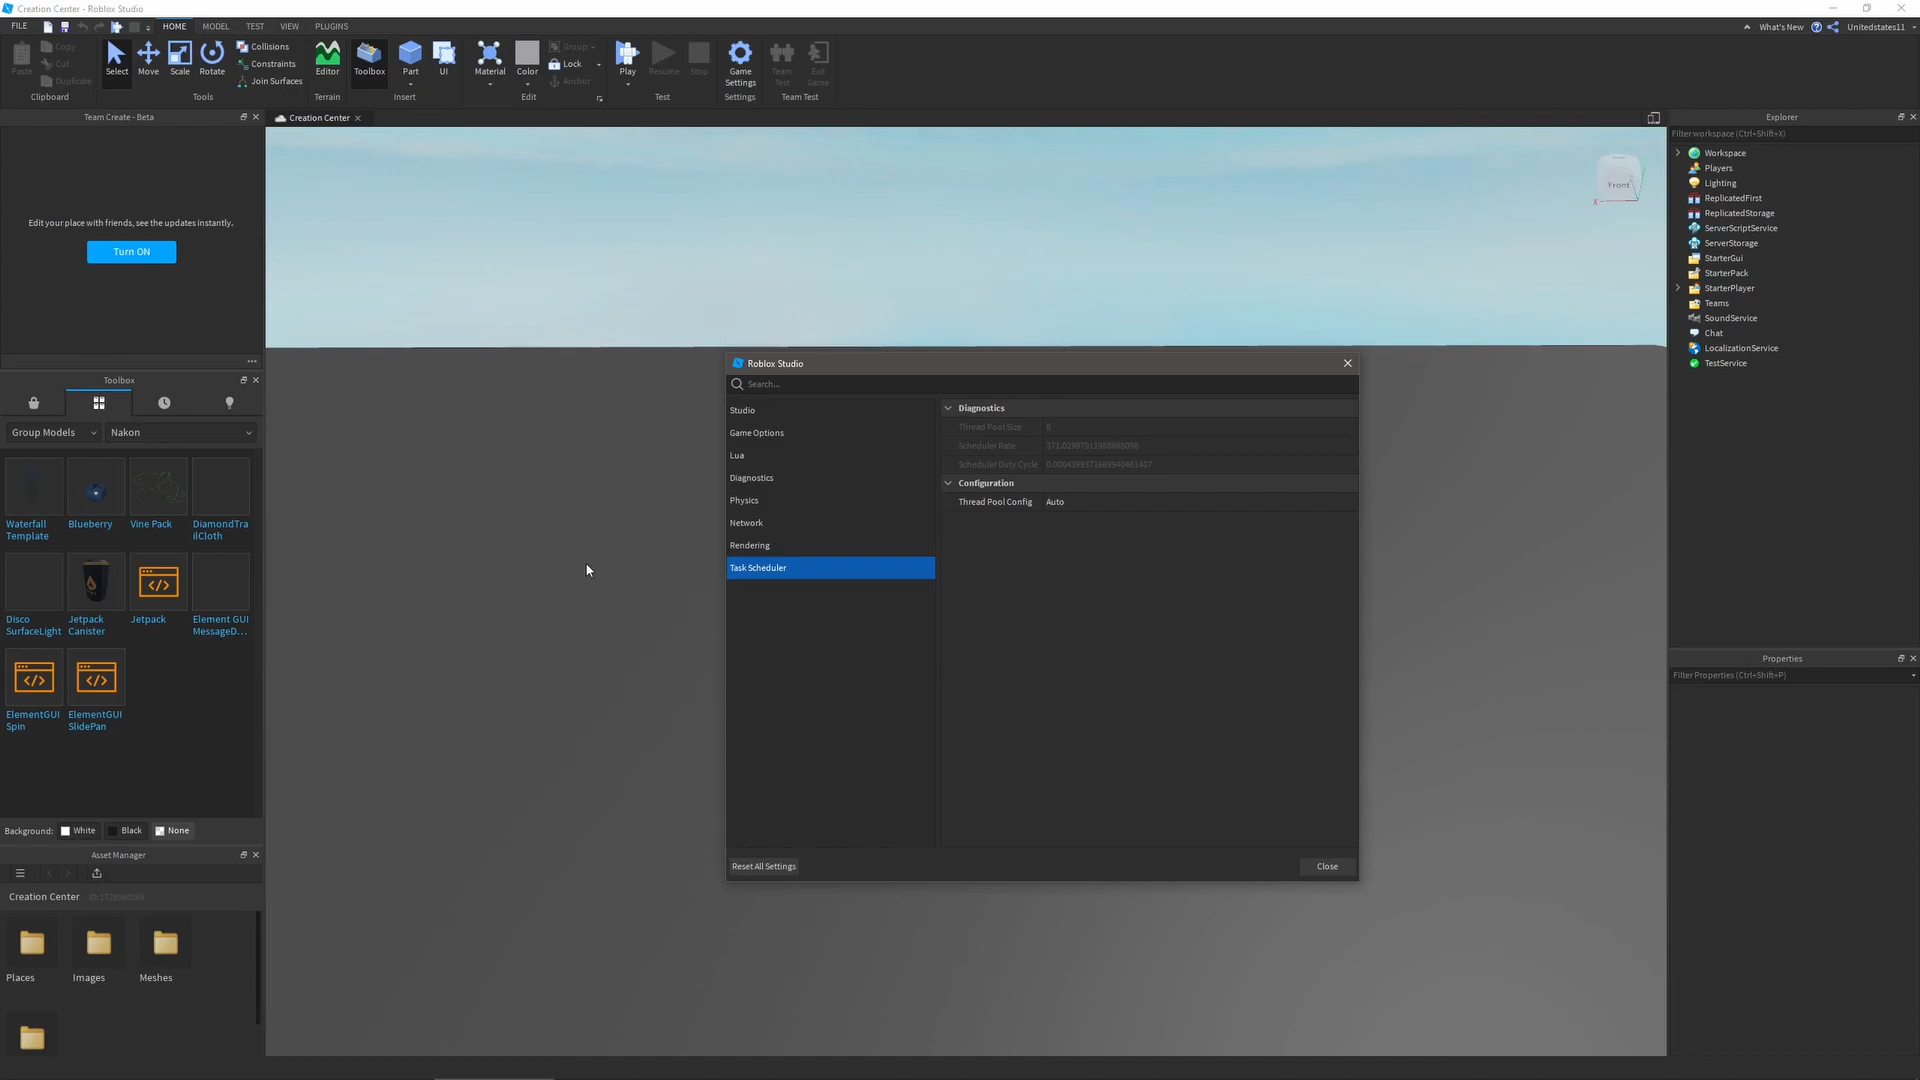 Creation Center - Roblox Studio
FILE
HOME
MODEL
TEST
VIEW
PLUGINS
What's New
Unitedstates11
Paste
Copy
Cut
Duplicate
Clipboard
Select
Move
Scale
Rotate
Collisions
Constraints
Join Surfaces
Tools
Editor
Terrain
Toolbox
Part
UI
Insert
Material
Color
Group
Lock
Anchor
Edit
Play
Resume
Stop
Test
Game
Settings
Settings
Team
Test
Exit
Game
Team Test
Team Create - Beta
Edit your place with friends, see the updates instantly.
Turn ON
Toolbox
Group Models
Nakon
Waterfall
Template
Blueberry
Vine Pack
DiamondTra
ilCloth
Disco
SurfaceLight
Jetpack
Canister
Jetpack
Element GUI
MessageD...
ElementGUI
Spin
ElementGUI
SlidePan
Background:
White
Black
None
Asset Manager
Creation Center
Places
Images
Meshes
Creation Center
Front
X
Roblox Studio
Search...
Studio
Game Options
Lua
Diagnostics
Physics
Network
Rendering
Task Scheduler
Diagnostics
Thread Pool Size 8
Scheduler Rate 371.02997911988865098
Scheduler Duty Cycle 0.000439971669940461407
Configuration
Thread Pool Config Auto
Reset All Settings
Close
Explorer
Filter workspace (Ctrl+Shift+X)
Workspace
Players
Lighting
ReplicatedFirst
ReplicatedStorage
ServerScriptService
ServerStorage
StarterGui
StarterPack
StarterPlayer
Teams
SoundService
Chat
LocalizationService
TestService
Properties
Filter Properties (Ctrl+Shift+P)